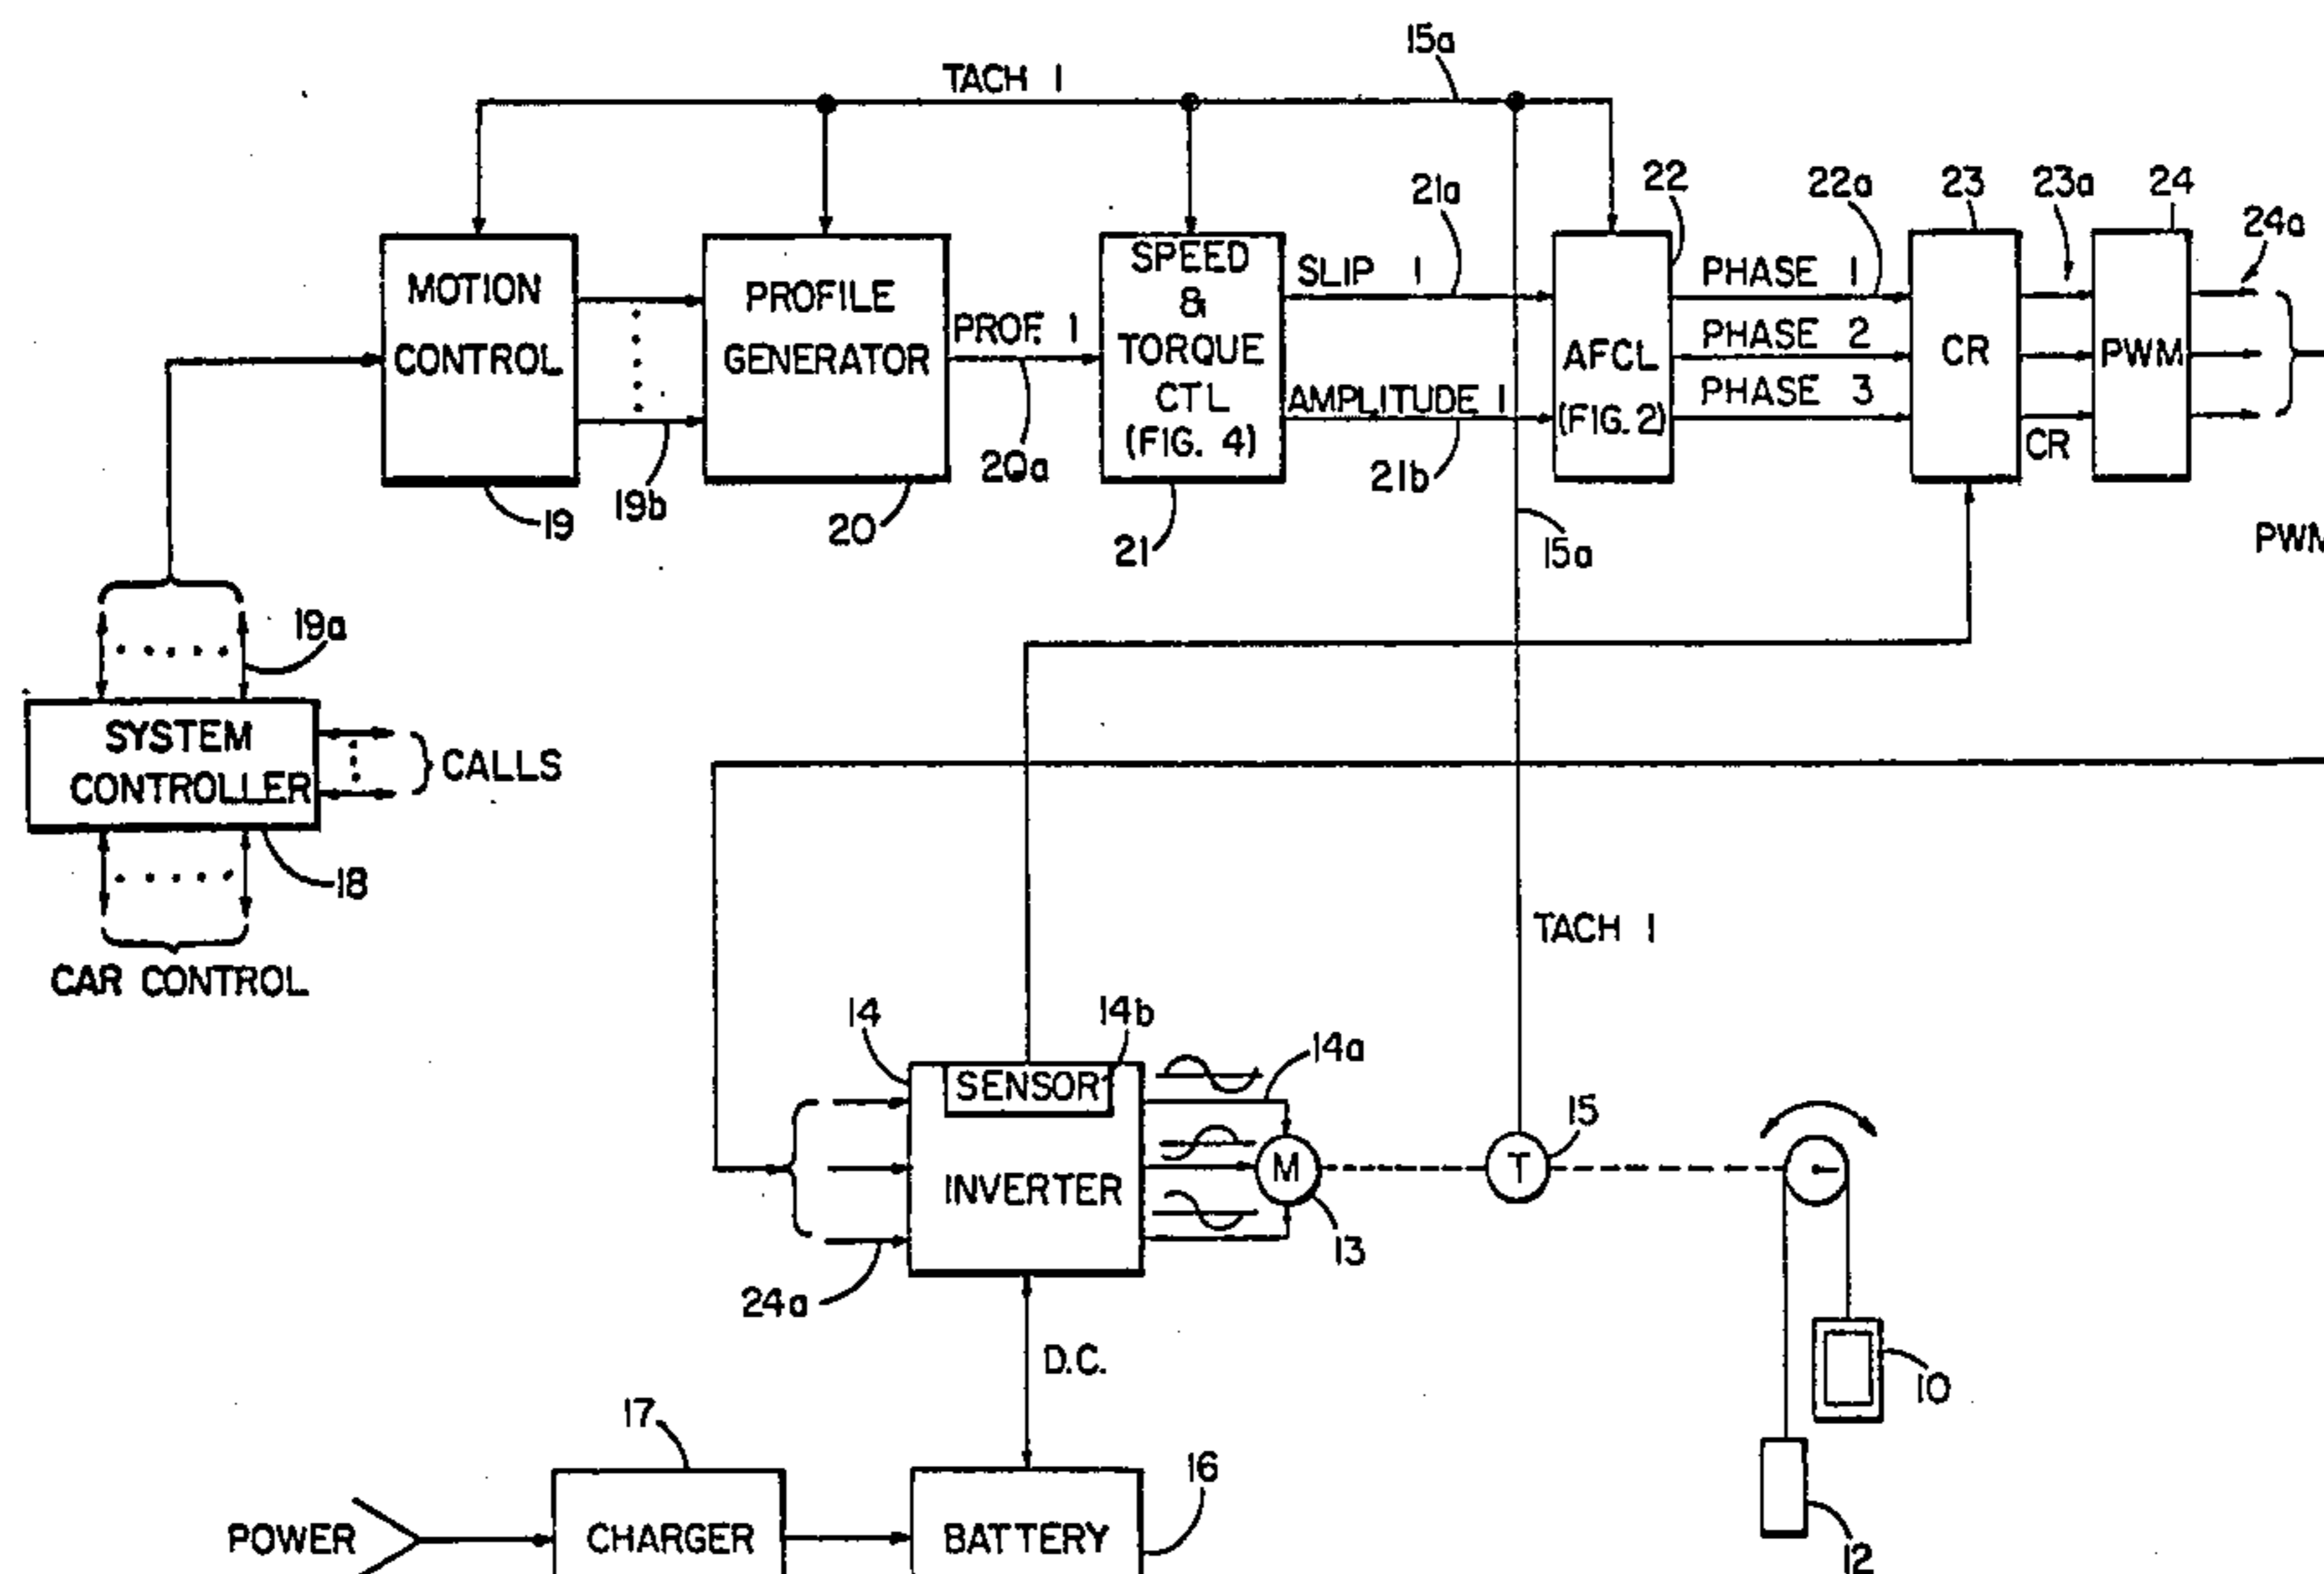 15a
TACH 1
22
22a
23
23a
24
24a
21a
MOTION
CONTROL
PROFILE
GENERATOR
PROF. 1
SPEED
&
TORQUE
CTL
(FIG. 4)
SLIP 1
AMPLITUDE 1
AFCL
(FIG. 2)
PHASE 1
PHASE 2
PHASE 3
CR
CR
PWM
19
19b
20
20a
21
21b
15a
PWM
19a
SYSTEM
CONTROLLER
CALLS
18
CAR CONTROL
TACH 1
14
14b
14a
SENSOR
INVERTER
M
T
15
13
24a
D.C.
10
17
16
POWER
CHARGER
BATTERY
12